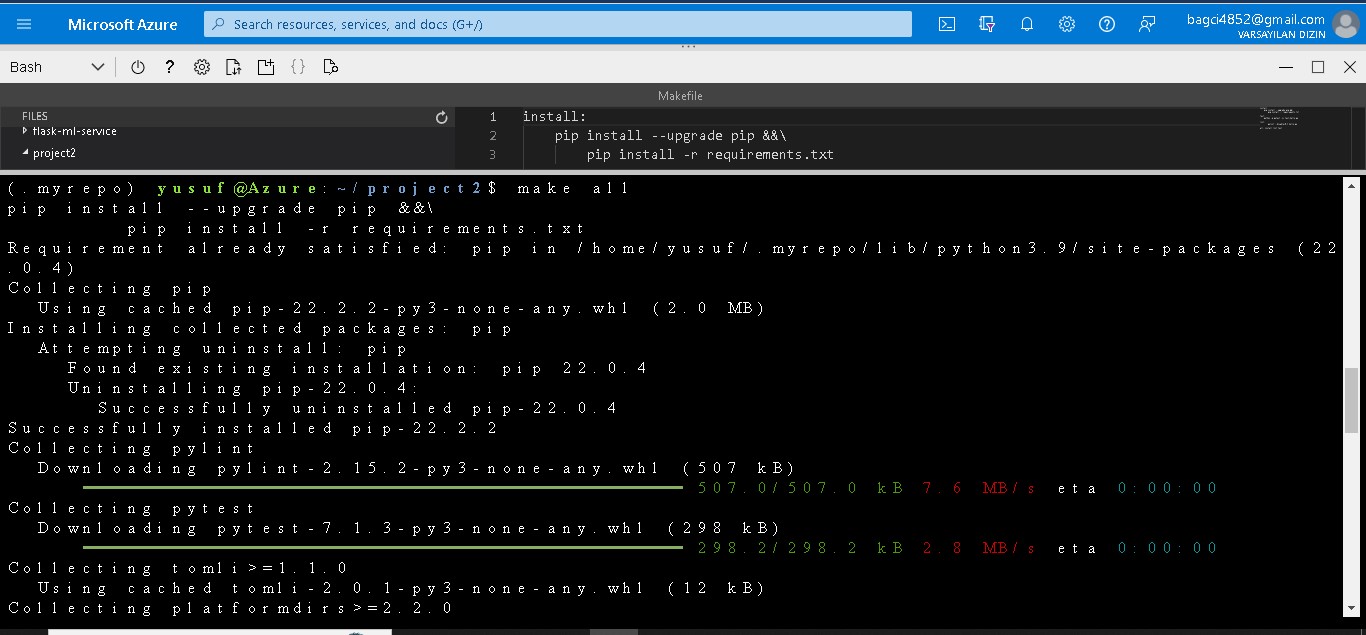 Microsoft Azure
Search resources, services, and docs (G+/)
bagci4852@gmail.com
VARSAYILAN DIZIN
Bash
Makefile
FILES
flask-ml-service
project2
1 install:
2 pip install --upgrade pip &&\
3 pip install -r requirements.txt
(.myrepo) yusuf@Azure:~/project2$ make all
pip install --upgrade pip &&\
pip install -r requirements.txt
Requirement already satisfied: pip in /home/yusuf/.myrepo/lib/python3.9/site-packages (22
.0.4)
Collecting pip
Using cached pip-22.2.2-py3-none-any.whl (2.0 MB)
Installing collected packages: pip
Attempting uninstall: pip
Found existing installation: pip 22.0.4
Uninstalling pip-22.0.4:
Successfully uninstalled pip-22.0.4
Successfully installed pip-22.2.2
Collecting pylint
Downloading pylint-2.15.2-py3-none-any.whl (507 kB)
507.0/507.0 kB 7.6 MB/s eta 0:00:00
Collecting pytest
Downloading pytest-7.1.3-py3-none-any.whl (298 kB)
298.2/298.2 kB 2.8 MB/s eta 0:00:00
Collecting tomli>=1.1.0
Using cached tomli-2.0.1-py3-none-any.whl (12 kB)
Collecting platformdirs>=2.2.0